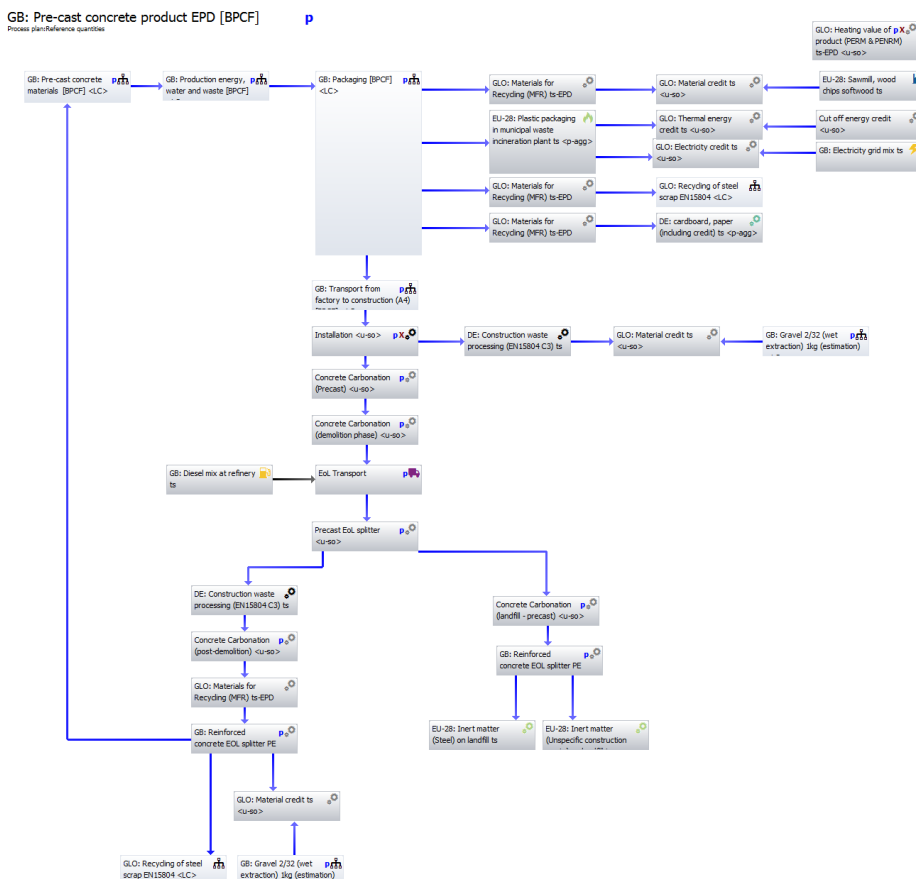 GB: Pre-cast concrete product EPD [BPCF] p
Process plan:Reference quantities
GLO: Heating value of p X
product (PERM & PENRM)
ts-EPD <u-so>
GB: Pre-cast concrete p
materials [BPCF] <LC>
GB: Production energy, p
water and waste [BPCF]
GB: Packaging [BPCF] p
<LC>
GLO: Materials for
Recycling (MFR) ts-EPD
GLO: Material credit ts
<u-so>
EU-28: Sawmill, wood
chips softwood ts
EU-28: Plastic packaging
in municipal waste
incineration plant ts <p-agg>
GLO: Thermal energy
credit ts <u-so>
Cut off energy credit
<u-so>
GLO: Electricity credit ts
<u-so>
GB: Electricity grid mix ts
GLO: Materials for
Recycling (MFR) ts-EPD
GLO: Recycling of steel
scrap EN15804 <LC>
GLO: Materials for
Recycling (MFR) ts-EPD
DE: cardboard, paper
(including credit) ts <p-agg>
GB: Transport from p
factory to construction (A4)
Installation <u-so> p X
DE: Construction waste
processing (EN15804 C3) ts
GLO: Material credit ts
<u-so>
GB: Gravel 2/32 (wet p
extraction) 1kg (estimation)
Concrete Carbonation p
(Precast) <u-so>
Concrete Carbonation p
(demolition phase) <u-so>
GB: Diesel mix at refinery
ts
EoL Transport p
Precast EoL splitter p
<u-so>
DE: Construction waste
processing (EN15804 C3) ts
Concrete Carbonation p
(landfill - precast) <u-so>
Concrete Carbonation p
(post-demolition) <u-so>
GB: Reinforced p
concrete EOL splitter PE
GLO: Materials for
Recycling (MFR) ts-EPD
GB: Reinforced p
concrete EOL splitter PE
EU-28: Inert matter
(Steel) on landfill ts
EU-28: Inert matter
(Unspecific construction
GLO: Material credit ts
<u-so>
GLO: Recycling of steel
scrap EN15804 <LC>
GB: Gravel 2/32 (wet p
extraction) 1kg (estimation)